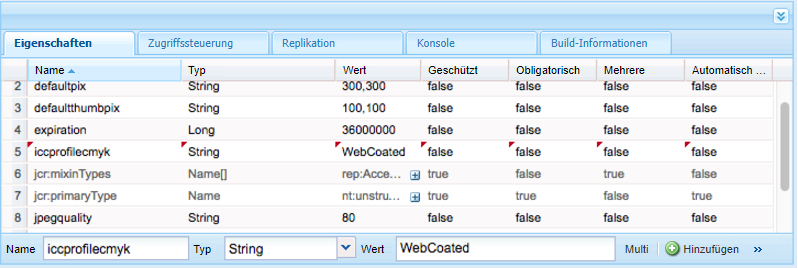 Eigenschaften Zugriffssteuerung Replikation Konsole Build-Informationen
Name Typ Wert Geschützt Obligatorisch Mehrere Automatisch ...
2 defaultpix String 300,300 false false false false
3 defaultthumbpix String 100,100 false false false false
4 expiration Long 36000000 false false false false
5 iccprofilecmyk String WebCoated false false false false
6 jcr:mixinTypes Name[] rep:Acce... true false true false
7 jcr:primaryType Name nt:unstru... true true false true
8 jpegquality String 80 false false false false
Name iccprofilecmyk Typ String Wert WebCoated Multi Hinzufügen »